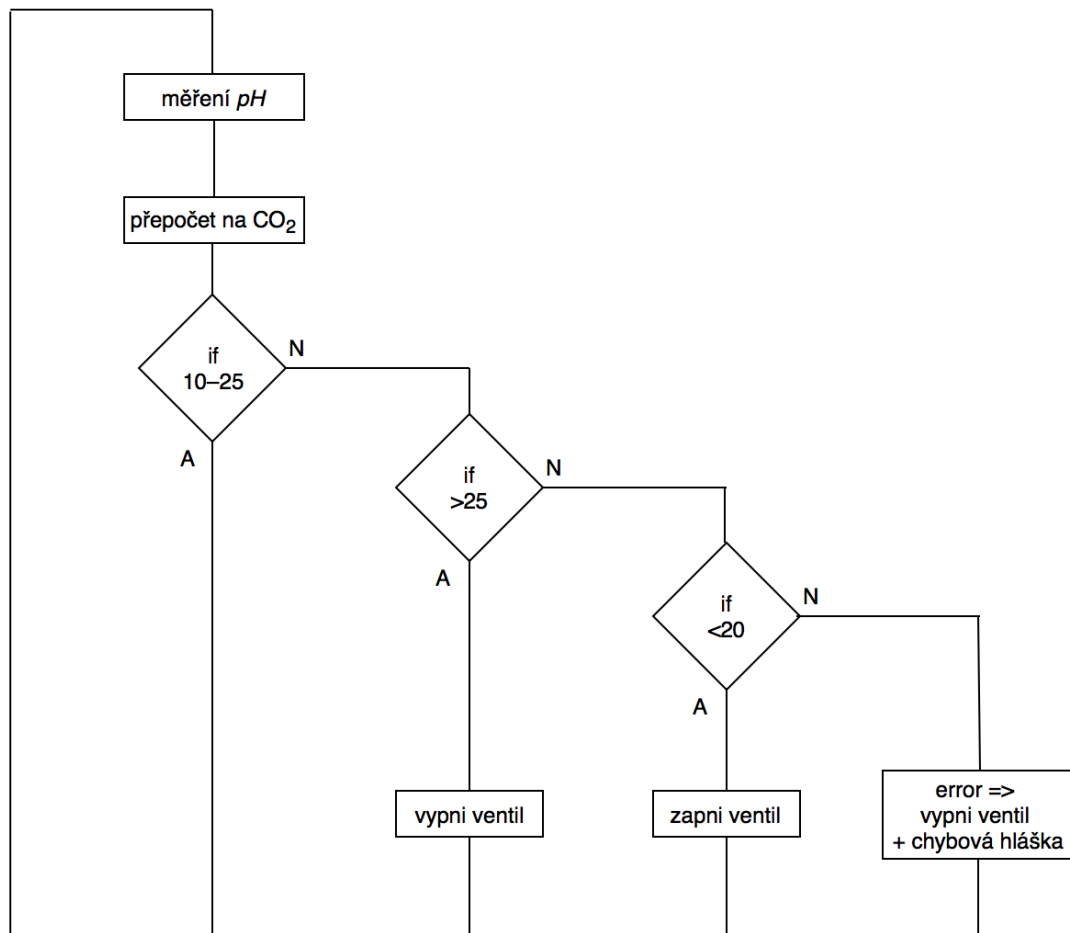 měření pH
přepočet na CO₂
if
10–25
N
A
if
>25
N
A
if
<20
N
A
vypni ventil
zapni ventil
error =>
vypni ventil
+ chybová hláška